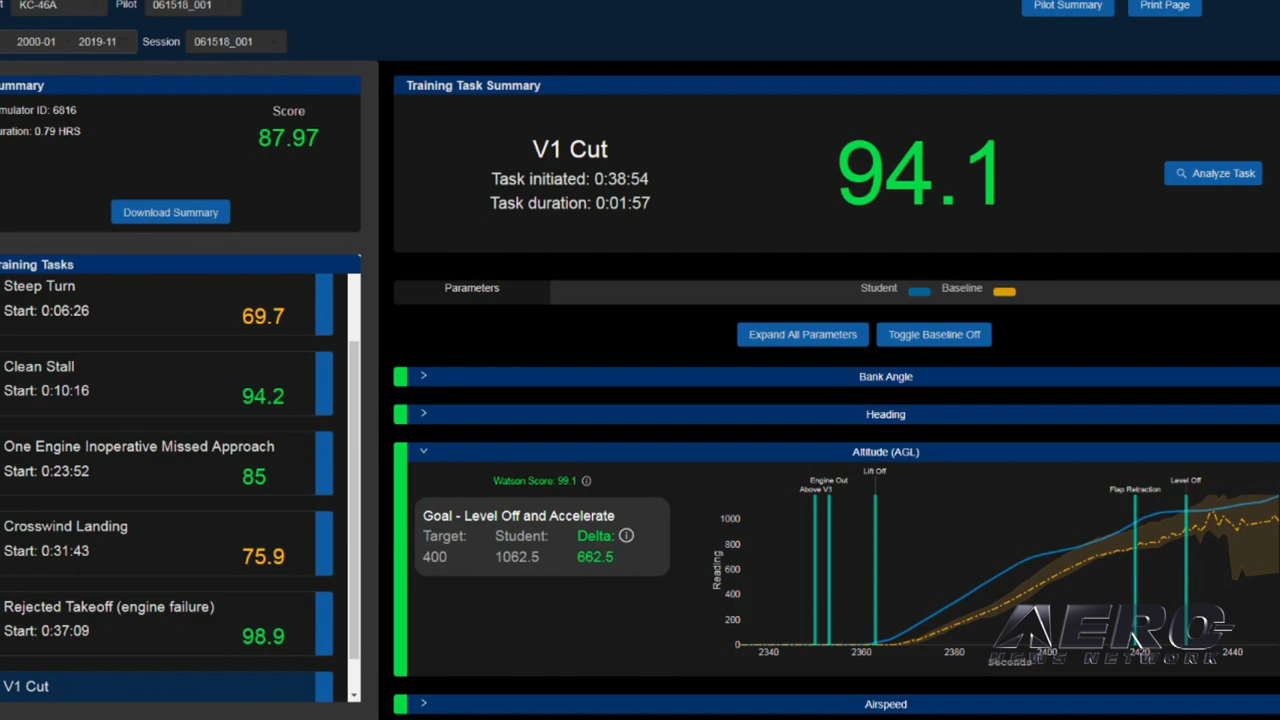 KC-46A Pilot 061518_001 Pilot Summary Print Page
2000-01 2019-11 Session 061518_001
ummary
mulator ID: 6816
uration: 0.79 HRS
Score
87.97
Download Summary
raining Tasks
Steep Turn
Start: 0:06:26
69.7
Clean Stall
Start: 0:10:16
94.2
One Engine Inoperative Missed Approach
Start: 0:23:52
85
Crosswind Landing
Start: 0:31:43
75.9
Rejected Takeoff (engine failure)
Start: 0:37:09
98.9
V1 Cut
Training Task Summary
V1 Cut
Task initiated: 0:38:54
Task duration: 0:01:57
94.1
Analyze Task
Parameters
Student Baseline
Expand All Parameters Toggle Baseline Off
Bank Angle
Heading
Altitude (AGL)
Watson Score: 99.1
Goal - Level Off and Accelerate
Target: Student: Delta:
400 1062.5 662.5
Lift Off
Engine Out Level Off
Above V1 Flap Retraction
1000
800
600
400
200
0
Reading
2340 2360 2380 2400 2420 2440
Seconds
AERO
NEWS NETWORK
Airspeed